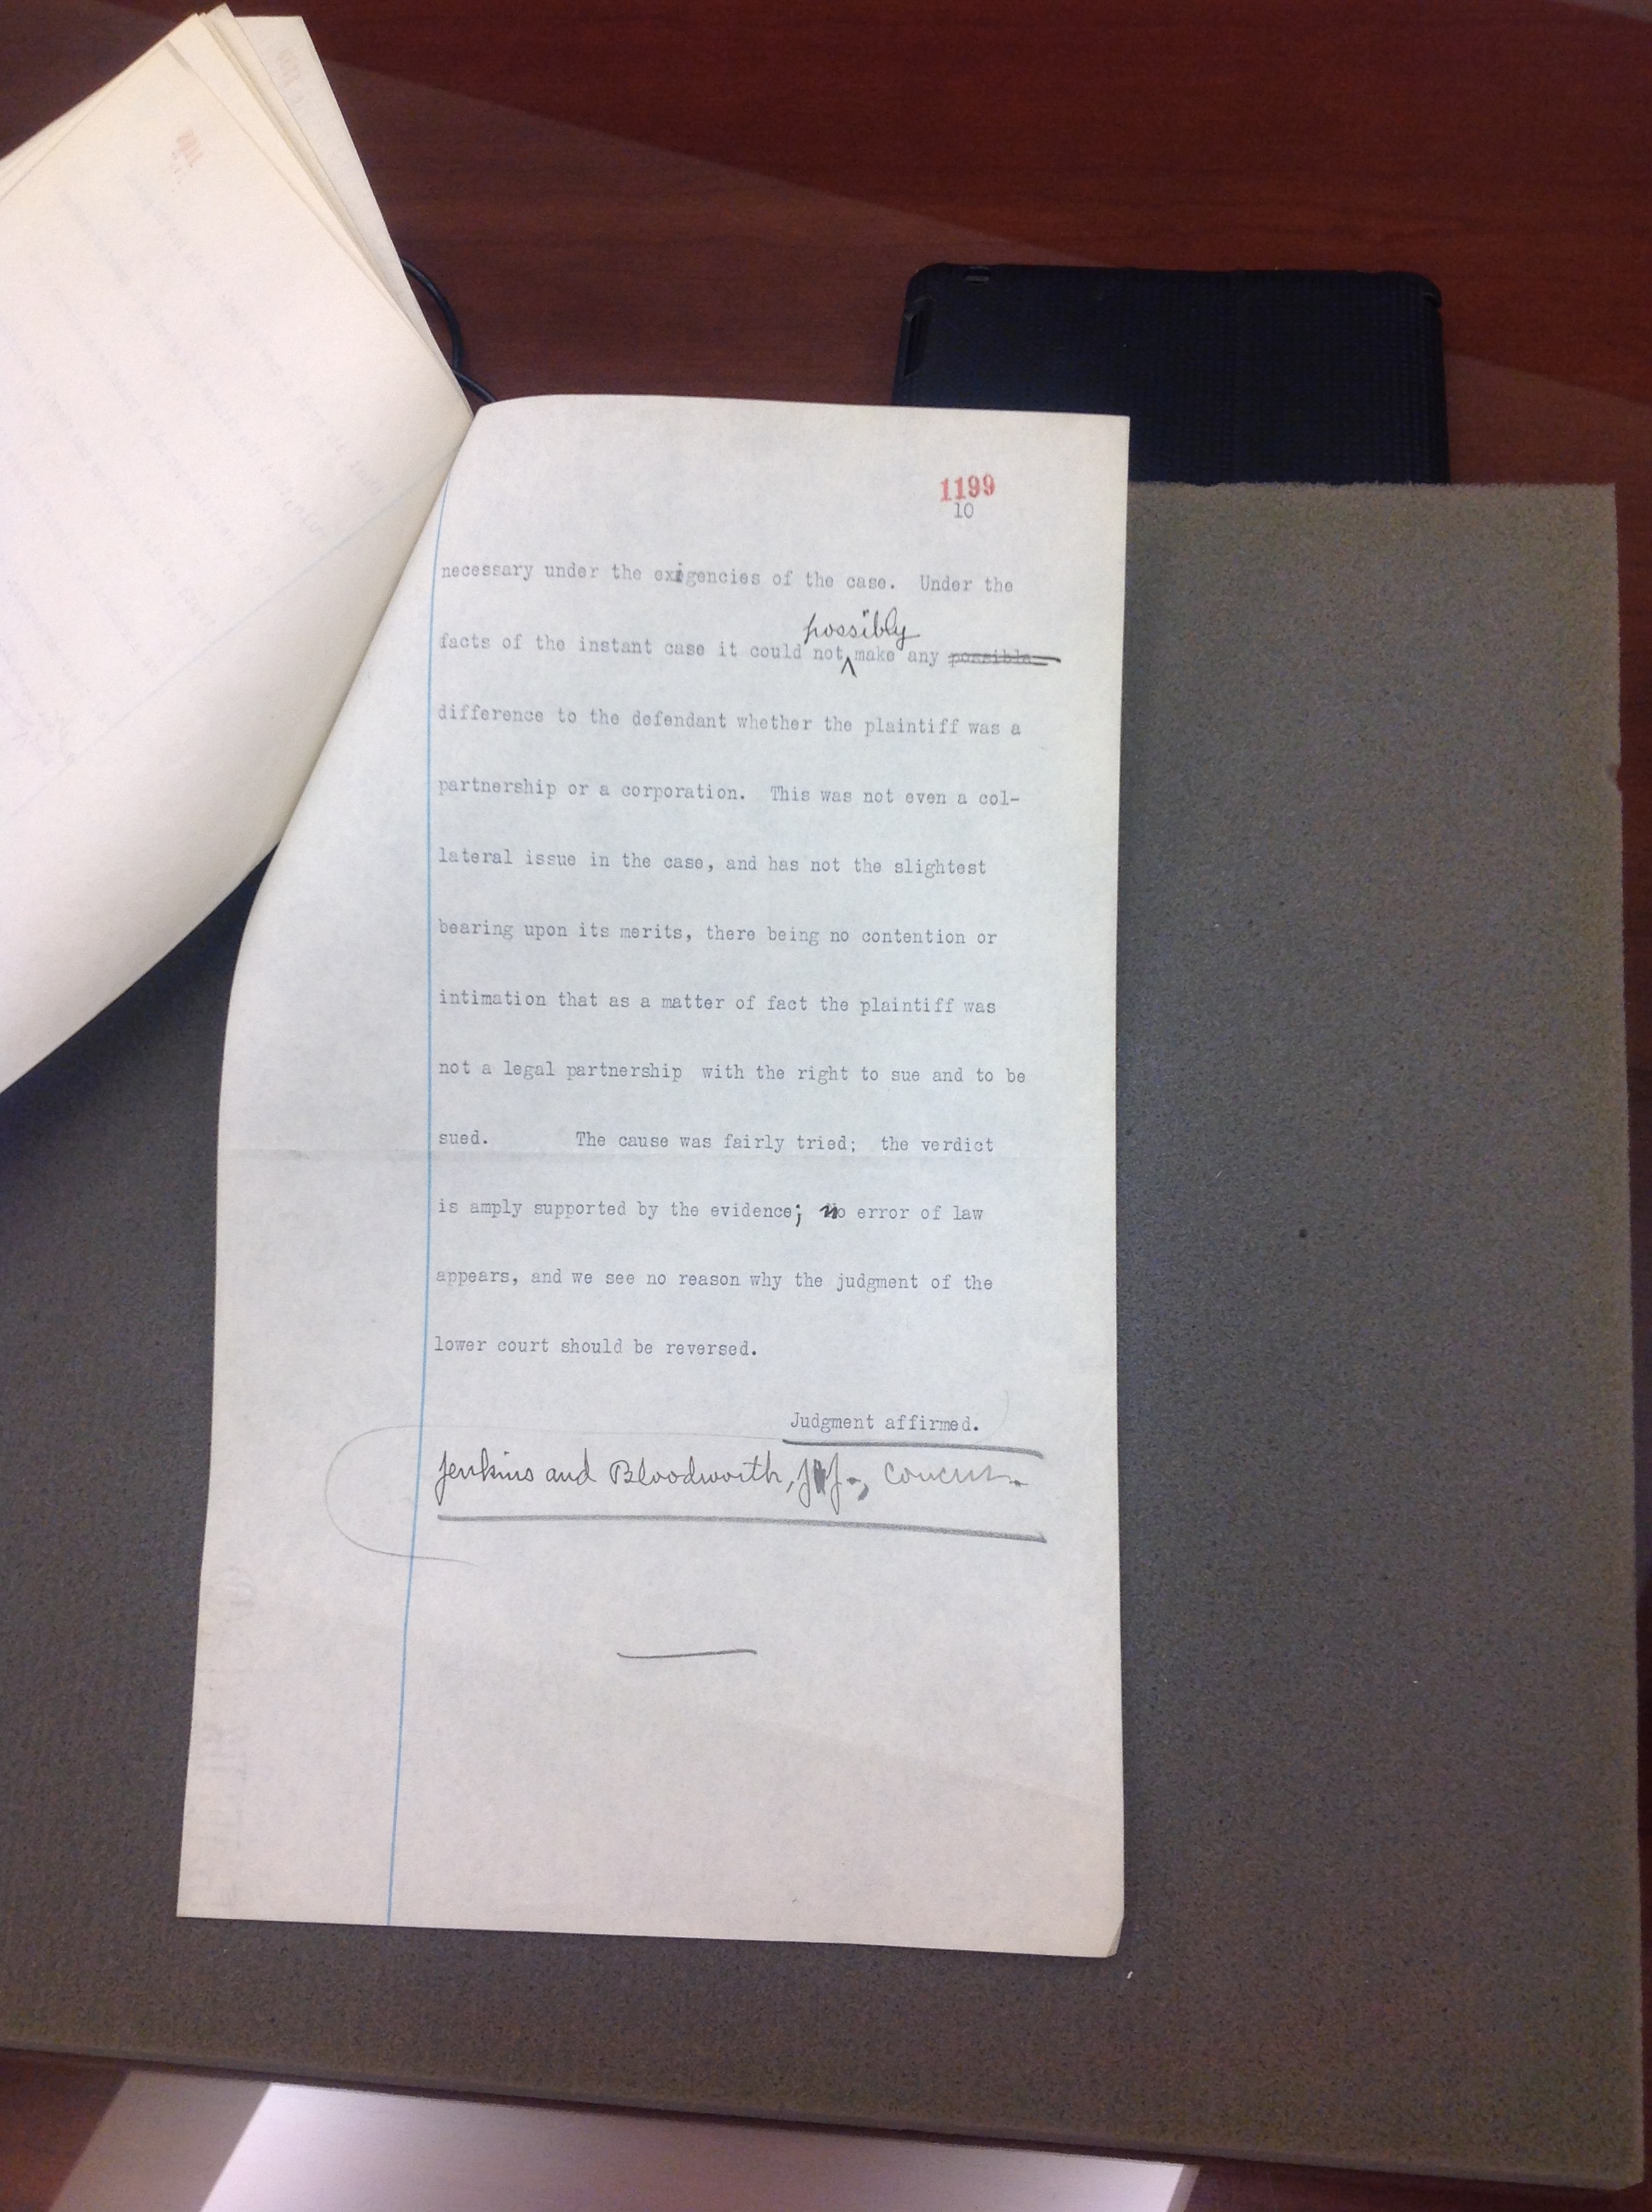 1199
10
necessary under the exigencies of the case. Under the
possibly
facts of the instant case it could not ^ make any possible
difference to the defendant whether the plaintiff was a
partnership or a corporation. This was not even a col-
lateral issue in the case, and has not the slightest
bearing upon its merits, there being no contention or
intimation that as a matter of fact the plaintiff was
not a legal partnership with the right to sue and to be
sued. The cause was fairly tried; the verdict
is amply supported by the evidence; no error of law
appears, and we see no reason why the judgment of the
lower court should be reversed.
Judgment affirmed.
Jenkins and Bloodworth, JJ., concur.